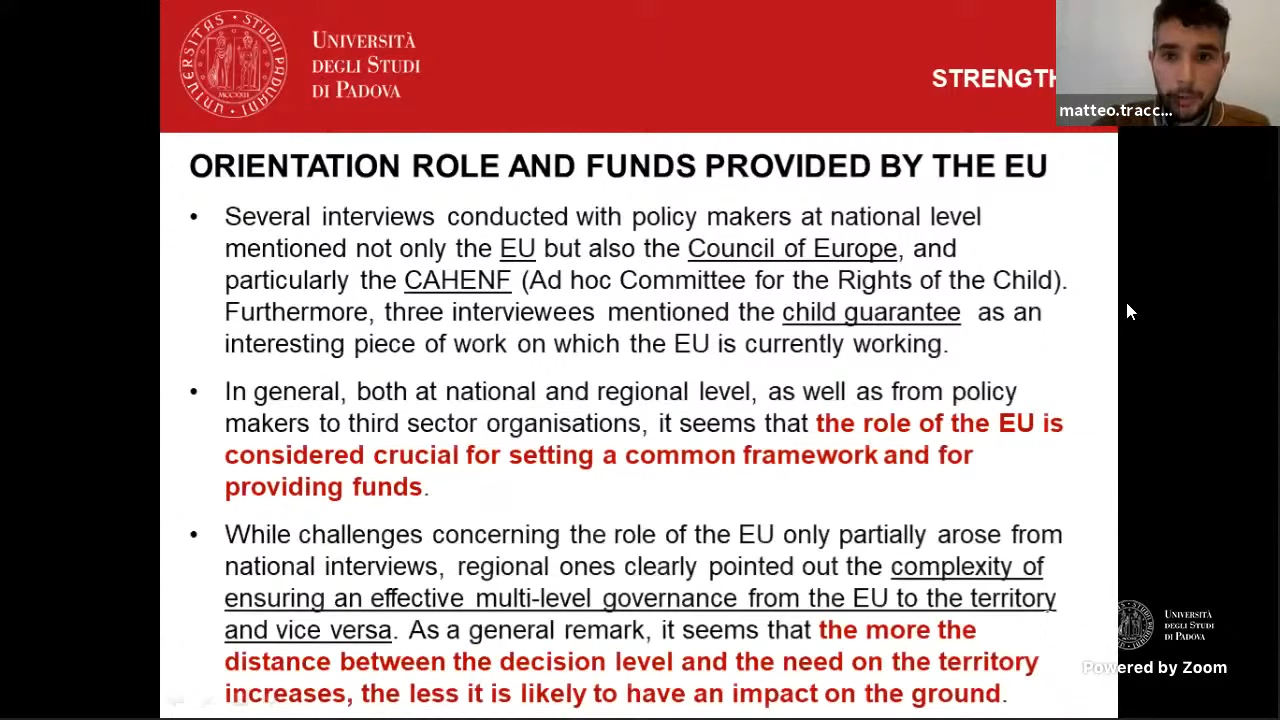 UNIVERSITÀ
DEGLI STUDI
DI PADOVA
STRENGTH
matteo.tracc...
ORIENTATION ROLE AND FUNDS PROVIDED BY THE EU
• Several interviews conducted with policy makers at national level
mentioned not only the EU but also the Council of Europe, and
particularly the CAHENF (Ad hoc Committee for the Rights of the Child).
Furthermore, three interviewees mentioned the child guarantee as an
interesting piece of work on which the EU is currently working.
• In general, both at national and regional level, as well as from policy
makers to third sector organisations, it seems that the role of the EU is
considered crucial for setting a common framework and for
providing funds.
• While challenges concerning the role of the EU only partially arose from
national interviews, regional ones clearly pointed out the complexity of
ensuring an effective multi-level governance from the EU to the territory
and vice versa. As a general remark, it seems that the more the
distance between the decision level and the need on the territory
increases, the less it is likely to have an impact on the ground.
UNIVERSITÀ
DEGLI STUDI
DI PADOVA
Powered by Zoom